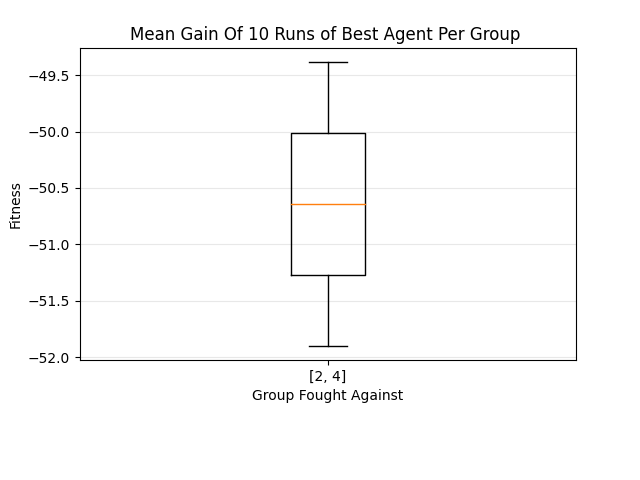 Mean Gain Of 10 Runs of Best Agent Per Group
Fitness
−49.5
−50.0
−50.5
−51.0
−51.5
−52.0
[2, 4]
Group Fought Against